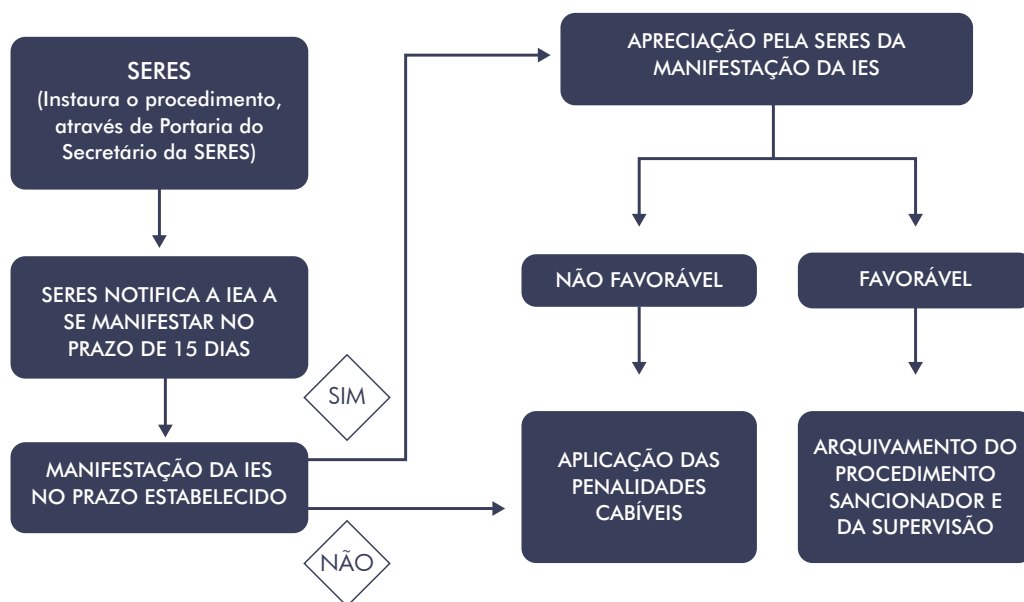 SERES
(Instaura o procedimento,
através de Portaria do
Secretário da SERES)
SERES NOTIFICA A IEA A
SE MANIFESTAR NO
PRAZO DE 15 DIAS
MANIFESTAÇÃO DA IES
NO PRAZO ESTABELECIDO
SIM
NÃO
APRECIAÇÃO PELA SERES DA
MANIFESTAÇÃO DA IES
NÃO FAVORÁVEL
FAVORÁVEL
APLICAÇÃO DAS
PENALIDADES
CABÍVEIS
ARQUIVAMENTO DO
PROCEDIMENTO
SANCIONADOR E
DA SUPERVISÃO